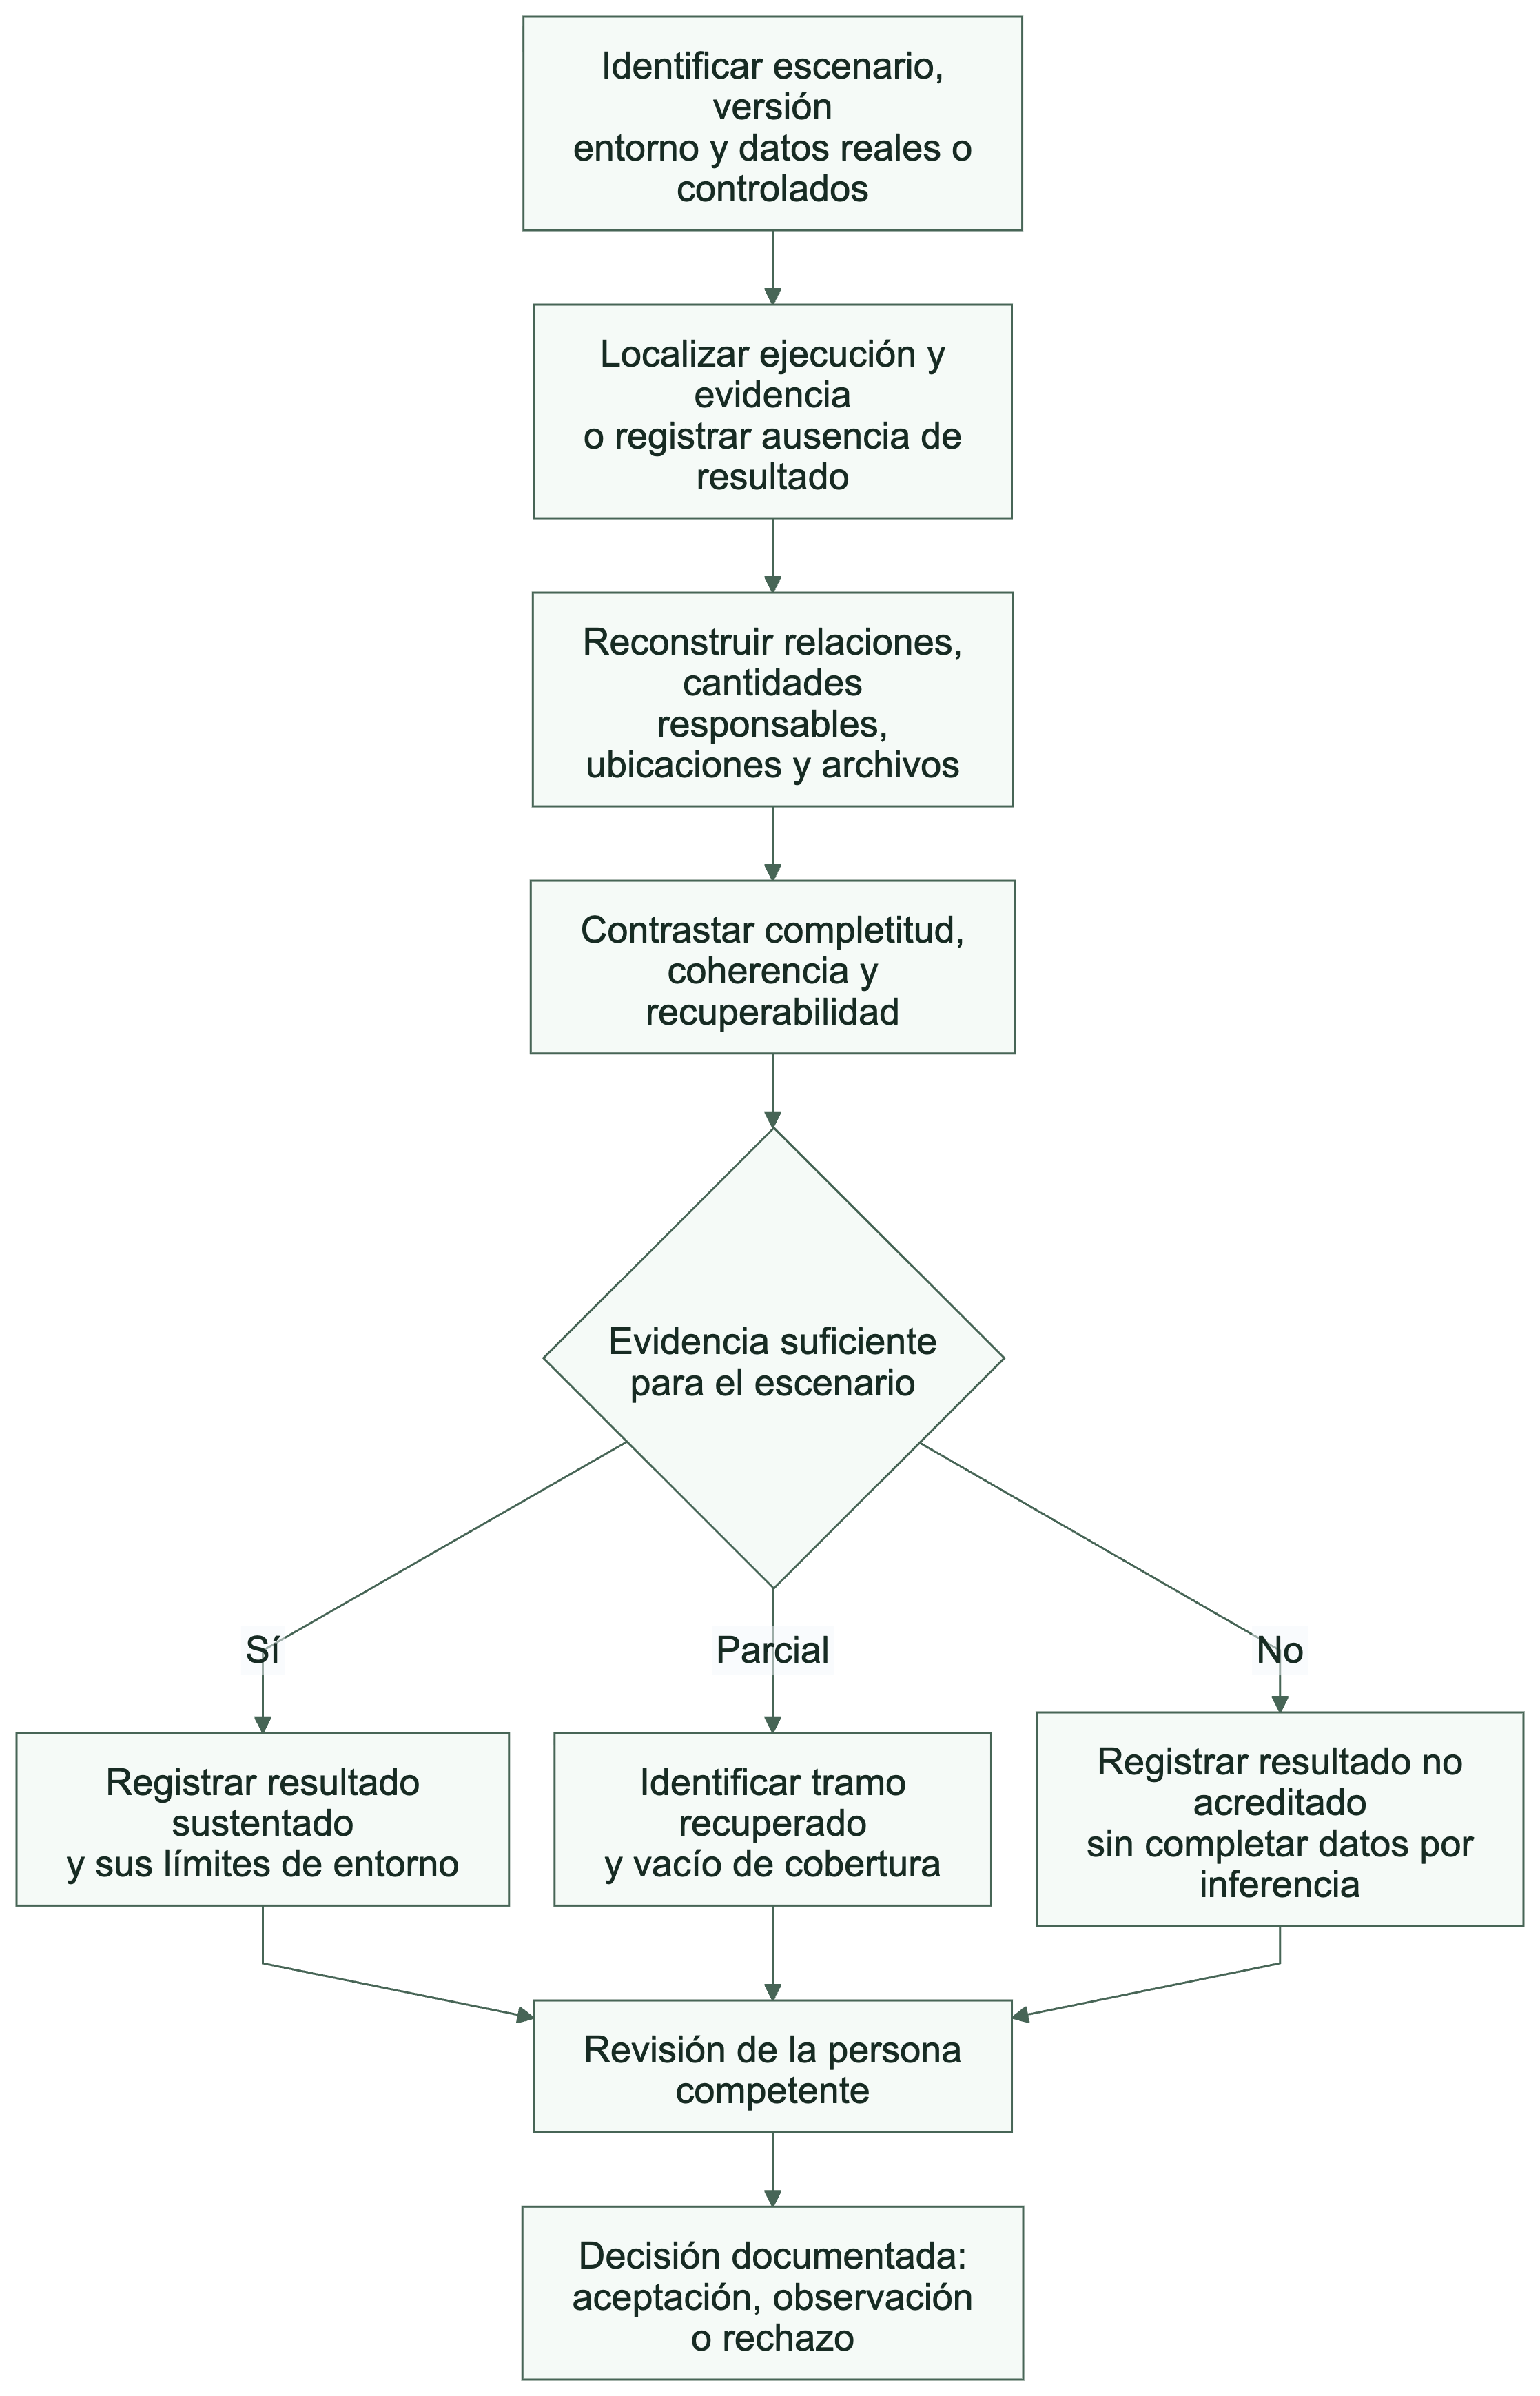 Identificar escenario,
versión
entorno y datos reales o
controlados
Localizar ejecución y
evidencia
o registrar ausencia de
resultado
Reconstruir relaciones,
cantidades
responsables,
ubicaciones y archivos
Contrastar completitud,
coherencia y
recuperabilidad
Evidencia suficiente
para el escenario
Sí
Parcial
No
Registrar resultado
sustentado
y sus límites de entorno
Identificar tramo
recuperado
y vacío de cobertura
Registrar resultado no
acreditado
sin completar datos por
inferencia
Revisión de la persona
competente
Decisión documentada:
aceptación, observación
o rechazo